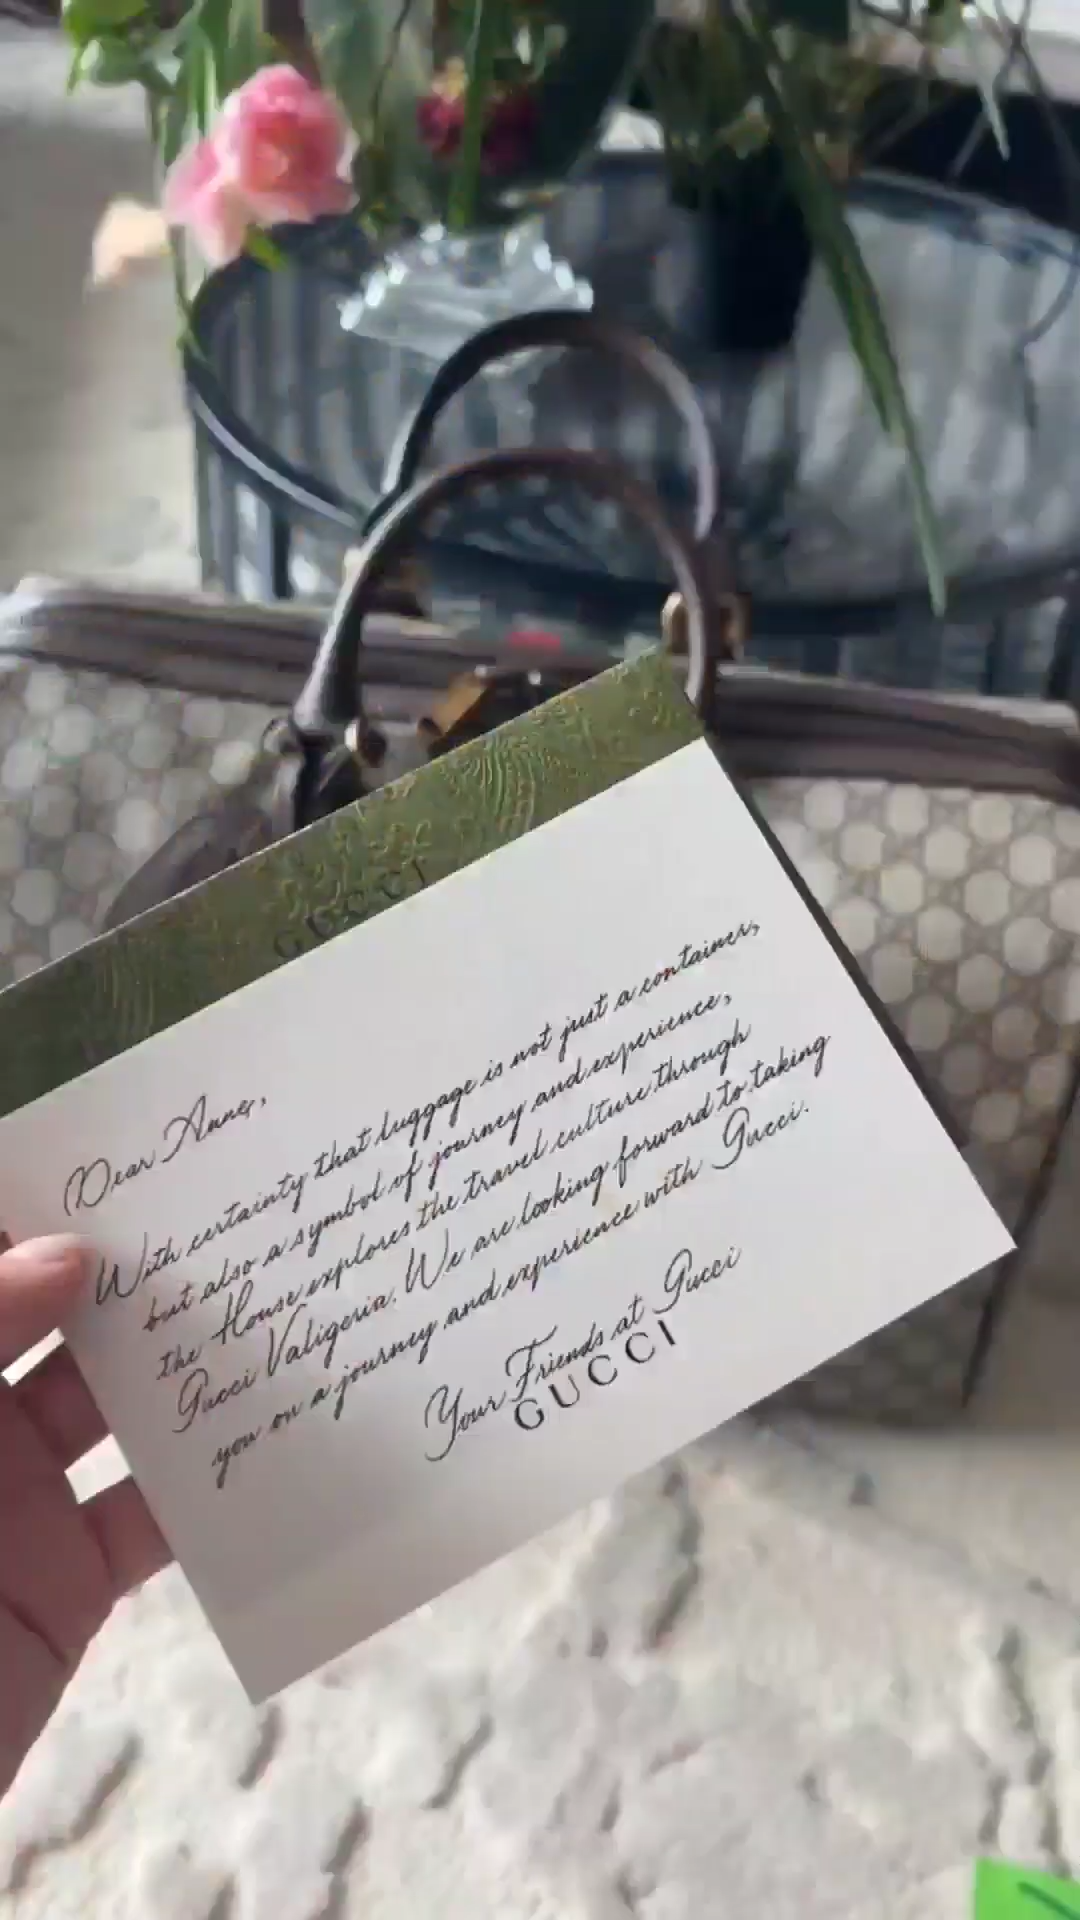 GUCCI
Dear Anne,
With certainty that luggage is not just a container,
but also a symbol of journey and experience,
the House explores the travel culture through
Gucci Valigeria. We are looking forward to taking
you on a journey and experience with Gucci.
Your Friends at Gucci
GUCCI